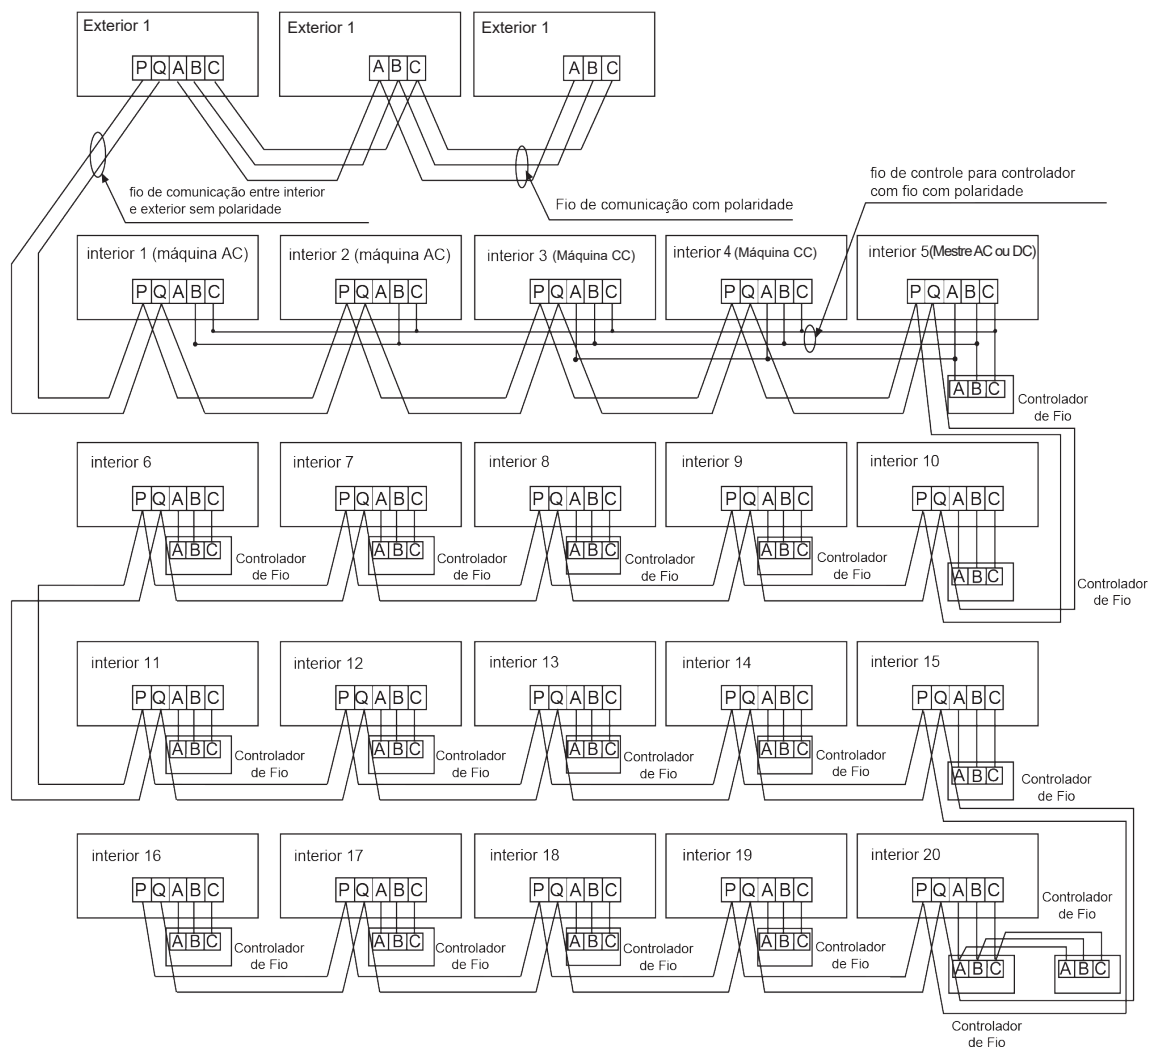 Exterior 1
Exterior 1
Exterior 1
P Q A B C
A B C
A B C
fio de comunicação entre interior
e exterior sem polaridade
Fio de comunicação com polaridade
fio de controle para controlador
com fio com polaridade
interior 1 (máquina AC)
interior 2 (máquina AC)
interior 3 (Máquina CC)
interior 4 (Máquina CC)
interior 5(Mestre AC ou DC)
P Q A B C
P Q A B C
P Q A B C
P Q A B C
P Q A B C
A B C
Controlador
de Fio
interior 6
interior 7
interior 8
interior 9
interior 10
P Q A B C
P Q A B C
P Q A B C
P Q A B C
P Q A B C
A B C
Controlador
de Fio
A B C
Controlador
de Fio
A B C
Controlador
de Fio
A B C
Controlador
de Fio
A B C
Controlador
de Fio
interior 11
interior 12
interior 13
interior 14
interior 15
P Q A B C
P Q A B C
P Q A B C
P Q A B C
P Q A B C
A B C
Controlador
de Fio
A B C
Controlador
de Fio
A B C
Controlador
de Fio
A B C
Controlador
de Fio
A B C
Controlador
de Fio
interior 16
interior 17
interior 18
interior 19
interior 20
P Q A B C
P Q A B C
P Q A B C
P Q A B C
P Q A B C
Controlador
de Fio
A B C
Controlador
de Fio
A B C
Controlador
de Fio
A B C
Controlador
de Fio
A B C
Controlador
de Fio
A B C
A B C
Controlador
de Fio